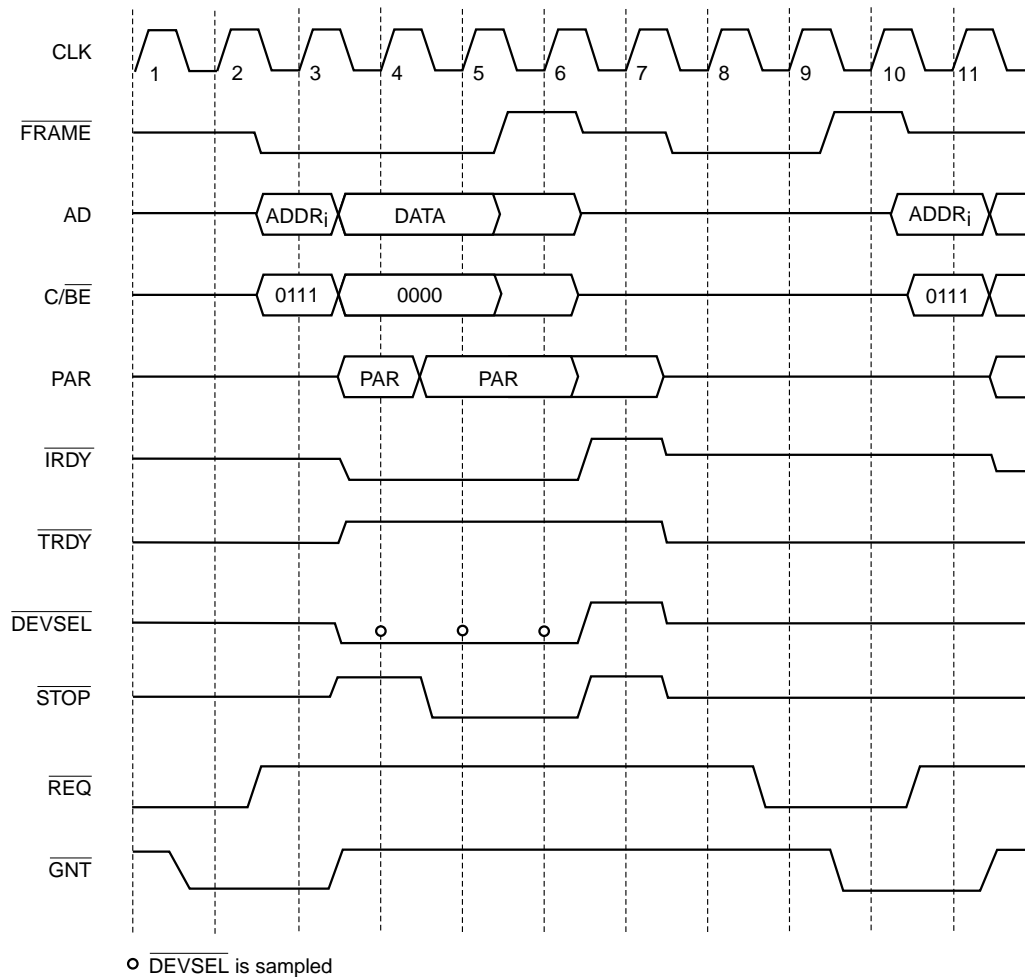 CLK
1 2 3 4 5 6 7 8 9 10 11
FRAME
AD ADDRi DATA ADDRi
C/BE 0111 0000 0111
PAR PAR PAR
IRDY
TRDY
DEVSEL
STOP
REQ
GNT
DEVSEL is sampled